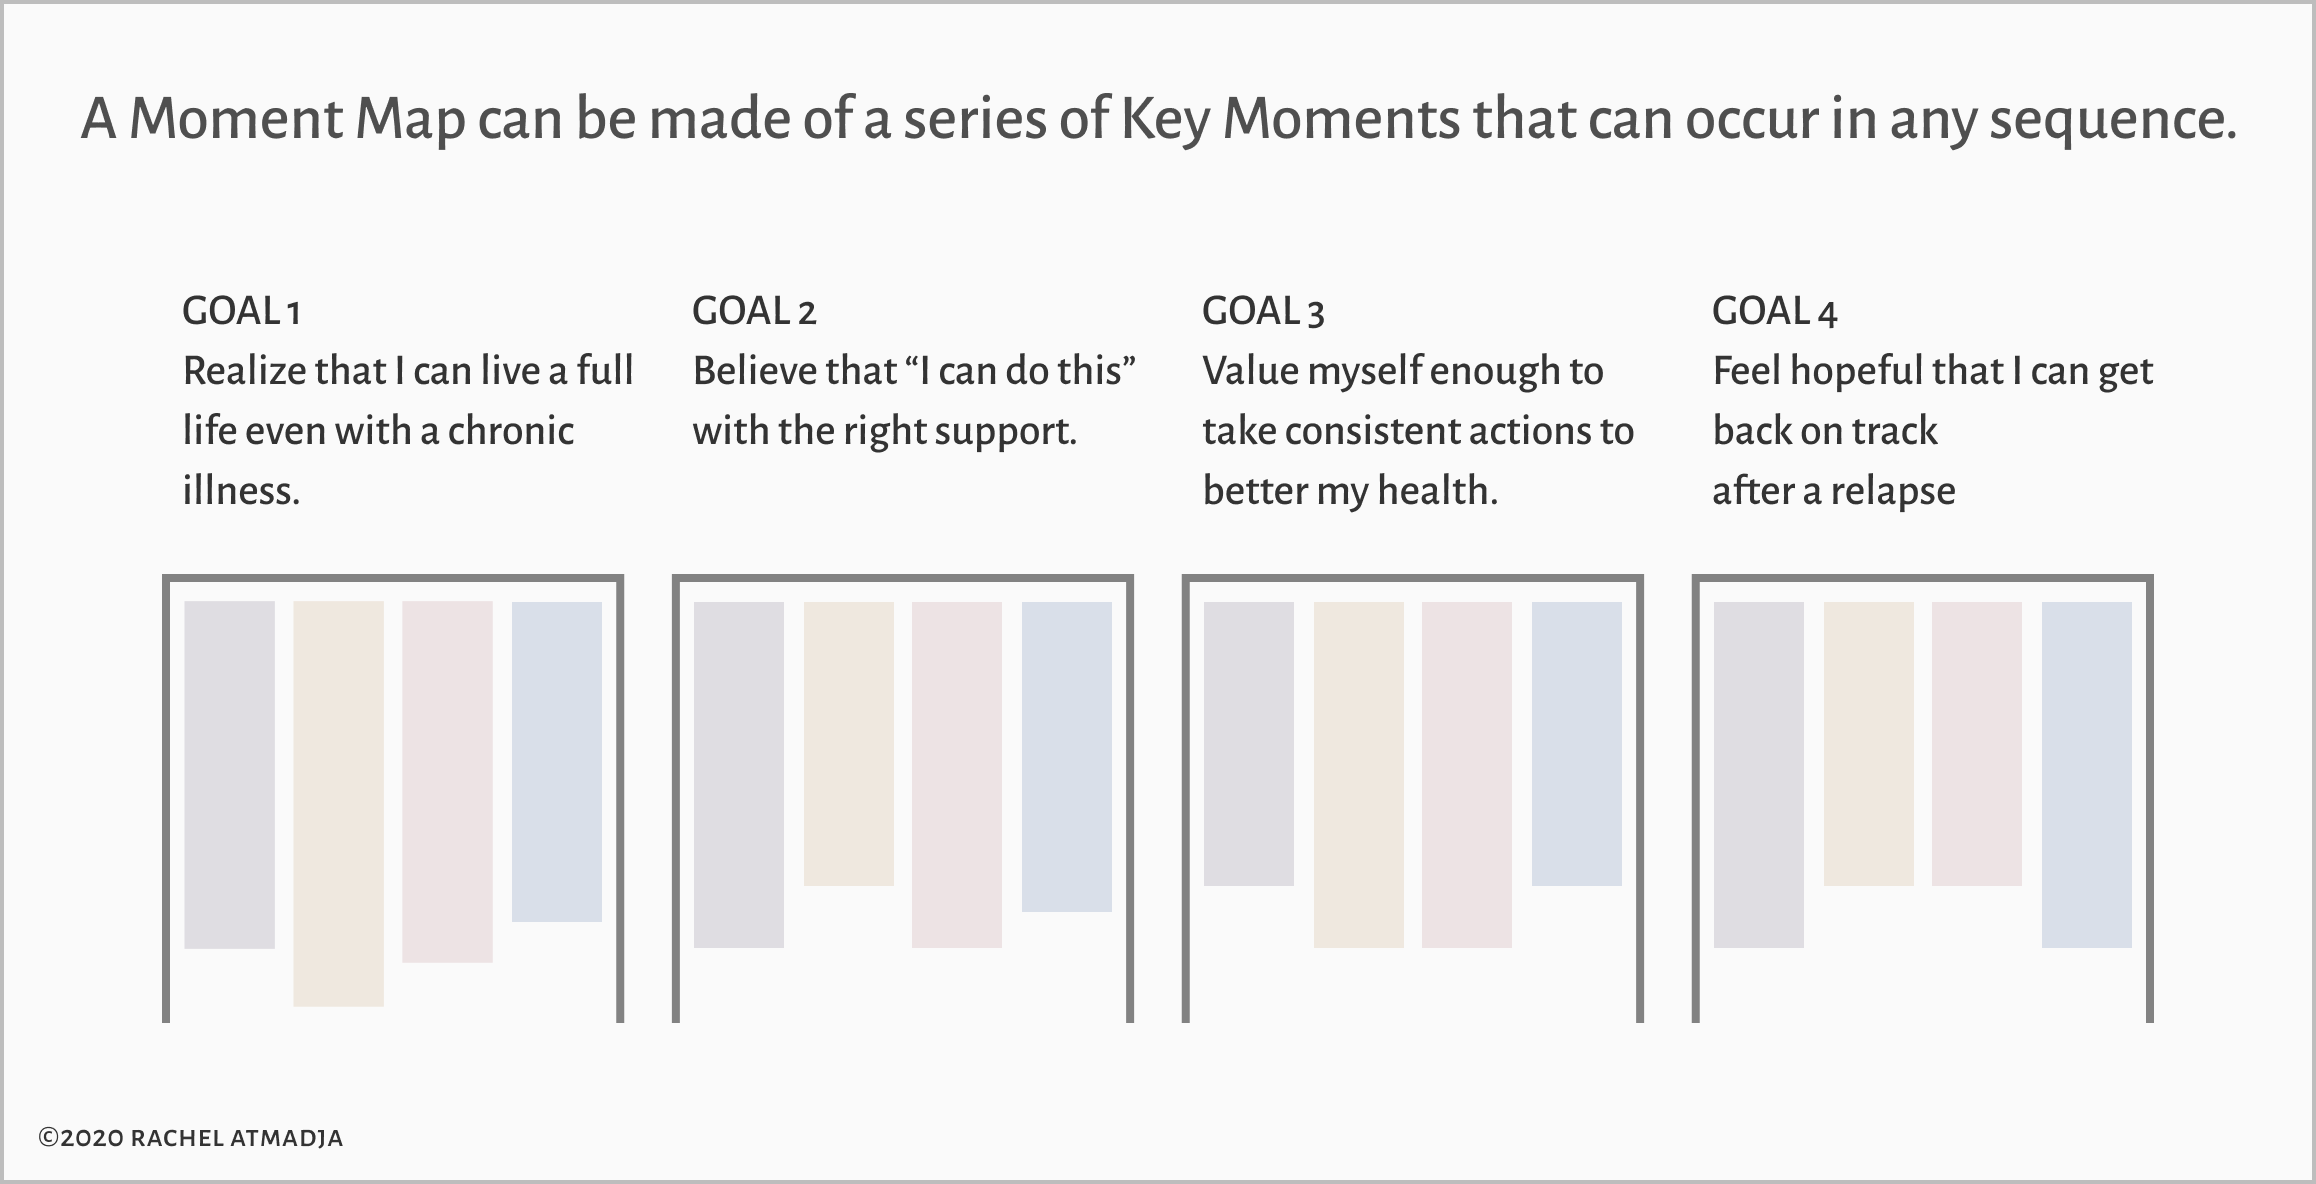 A Moment Map can be made of a series of Key Moments that can occur in any sequence.
GOAL 1
Realize that I can live a full
life even with a chronic
illness.
GOAL 2
Believe that “I can do this”
with the right support.
GOAL 3
Value myself enough to
take consistent actions to
better my health.
GOAL 4
Feel hopeful that I can get
back on track
after a relapse
©2020 RACHEL ATMADJA